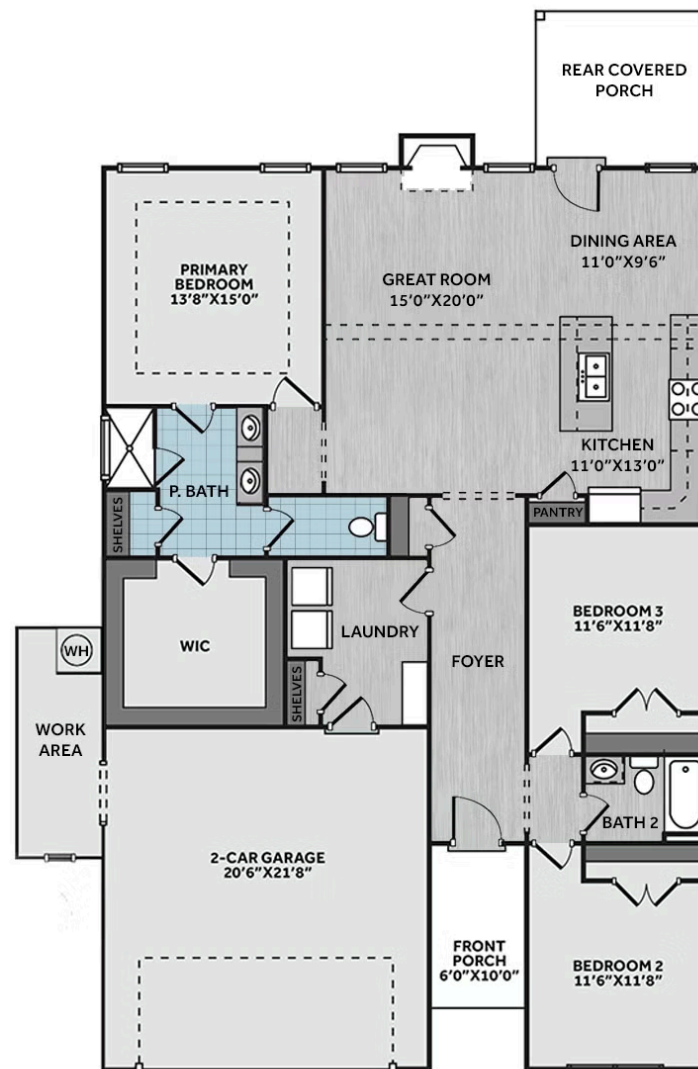 REAR COVERED
PORCH
DINING AREA
11'0"X9'6"
PRIMARY
BEDROOM
13'8"X15'0"
GREAT ROOM
15'0"X20'0"
KITCHEN
11'0"X13'0"
P. BATH
SHELVES
PANTRY
BEDROOM 3
11'6"X11'8"
LAUNDRY
WIC
FOYER
WH
SHELVES
WORK
AREA
BATH 2
2-CAR GARAGE
20'6"X21'8"
FRONT
PORCH
6'0"X10'0"
BEDROOM 2
11'6"X11'8"